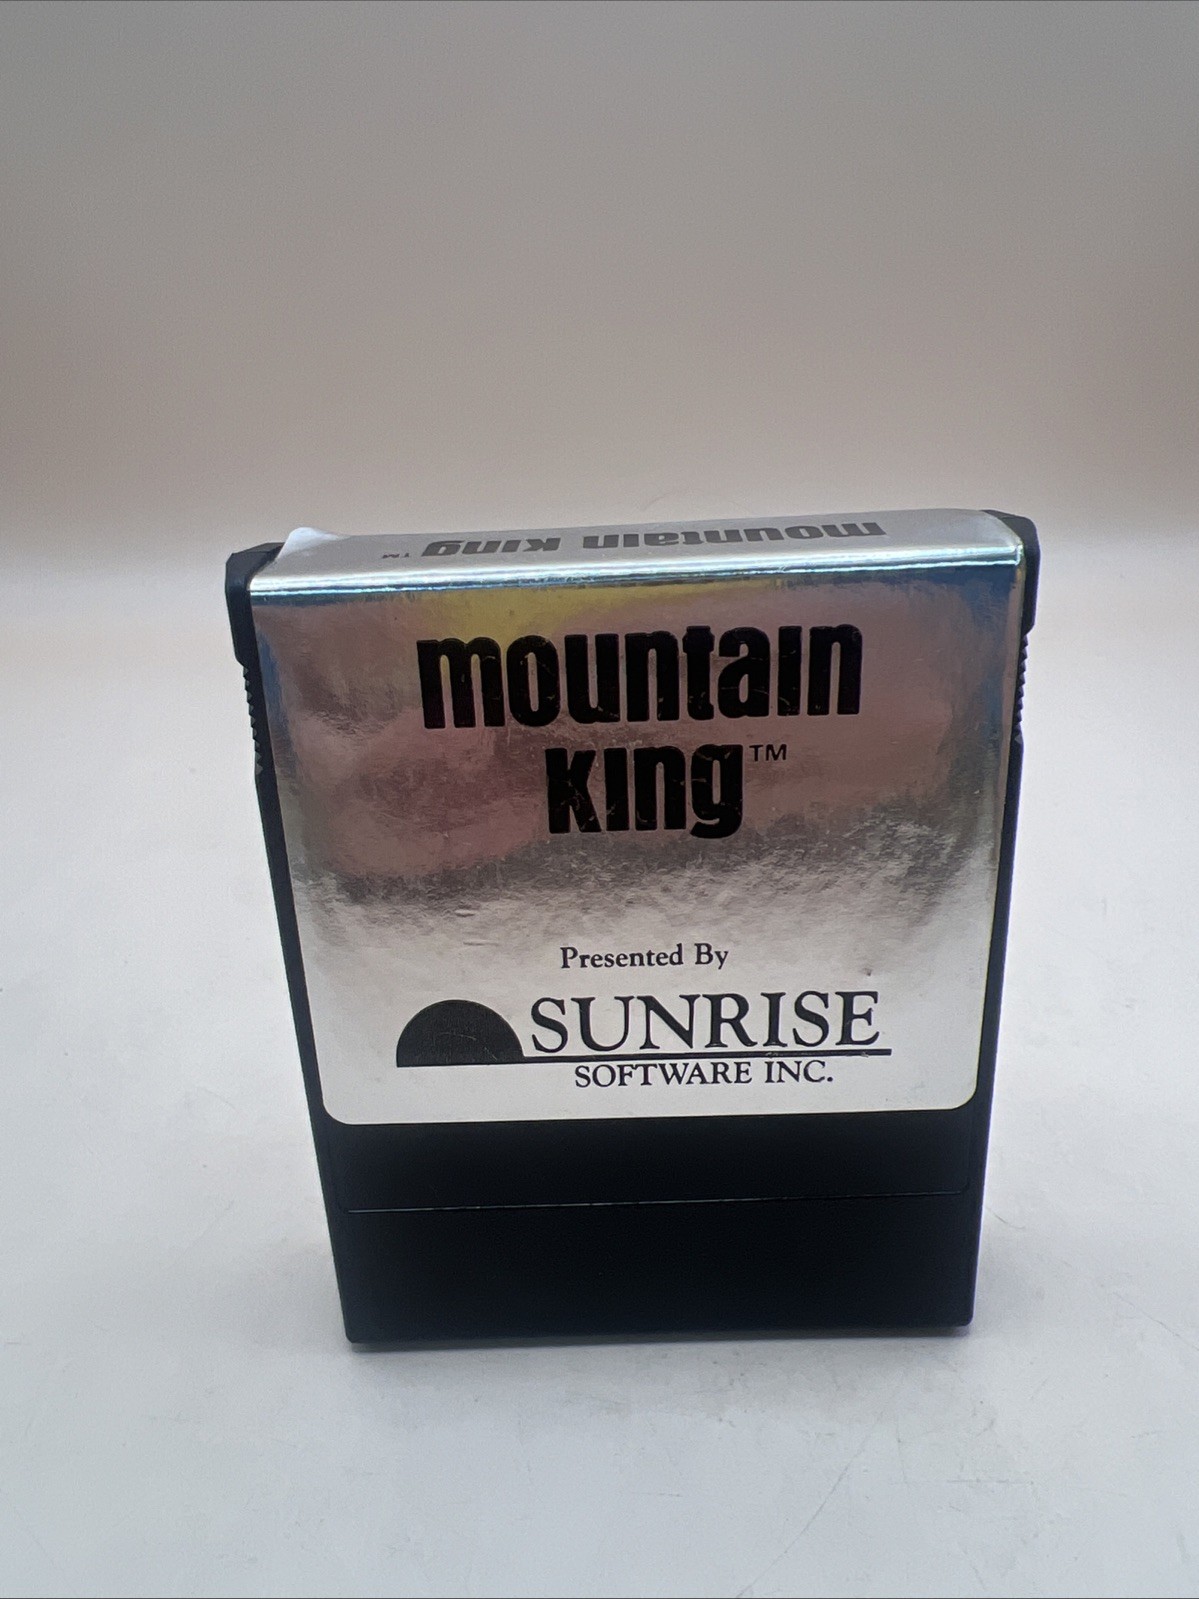 mountain king™
mountain
king™
Presented By
SUNRISE
SOFTWARE INC.